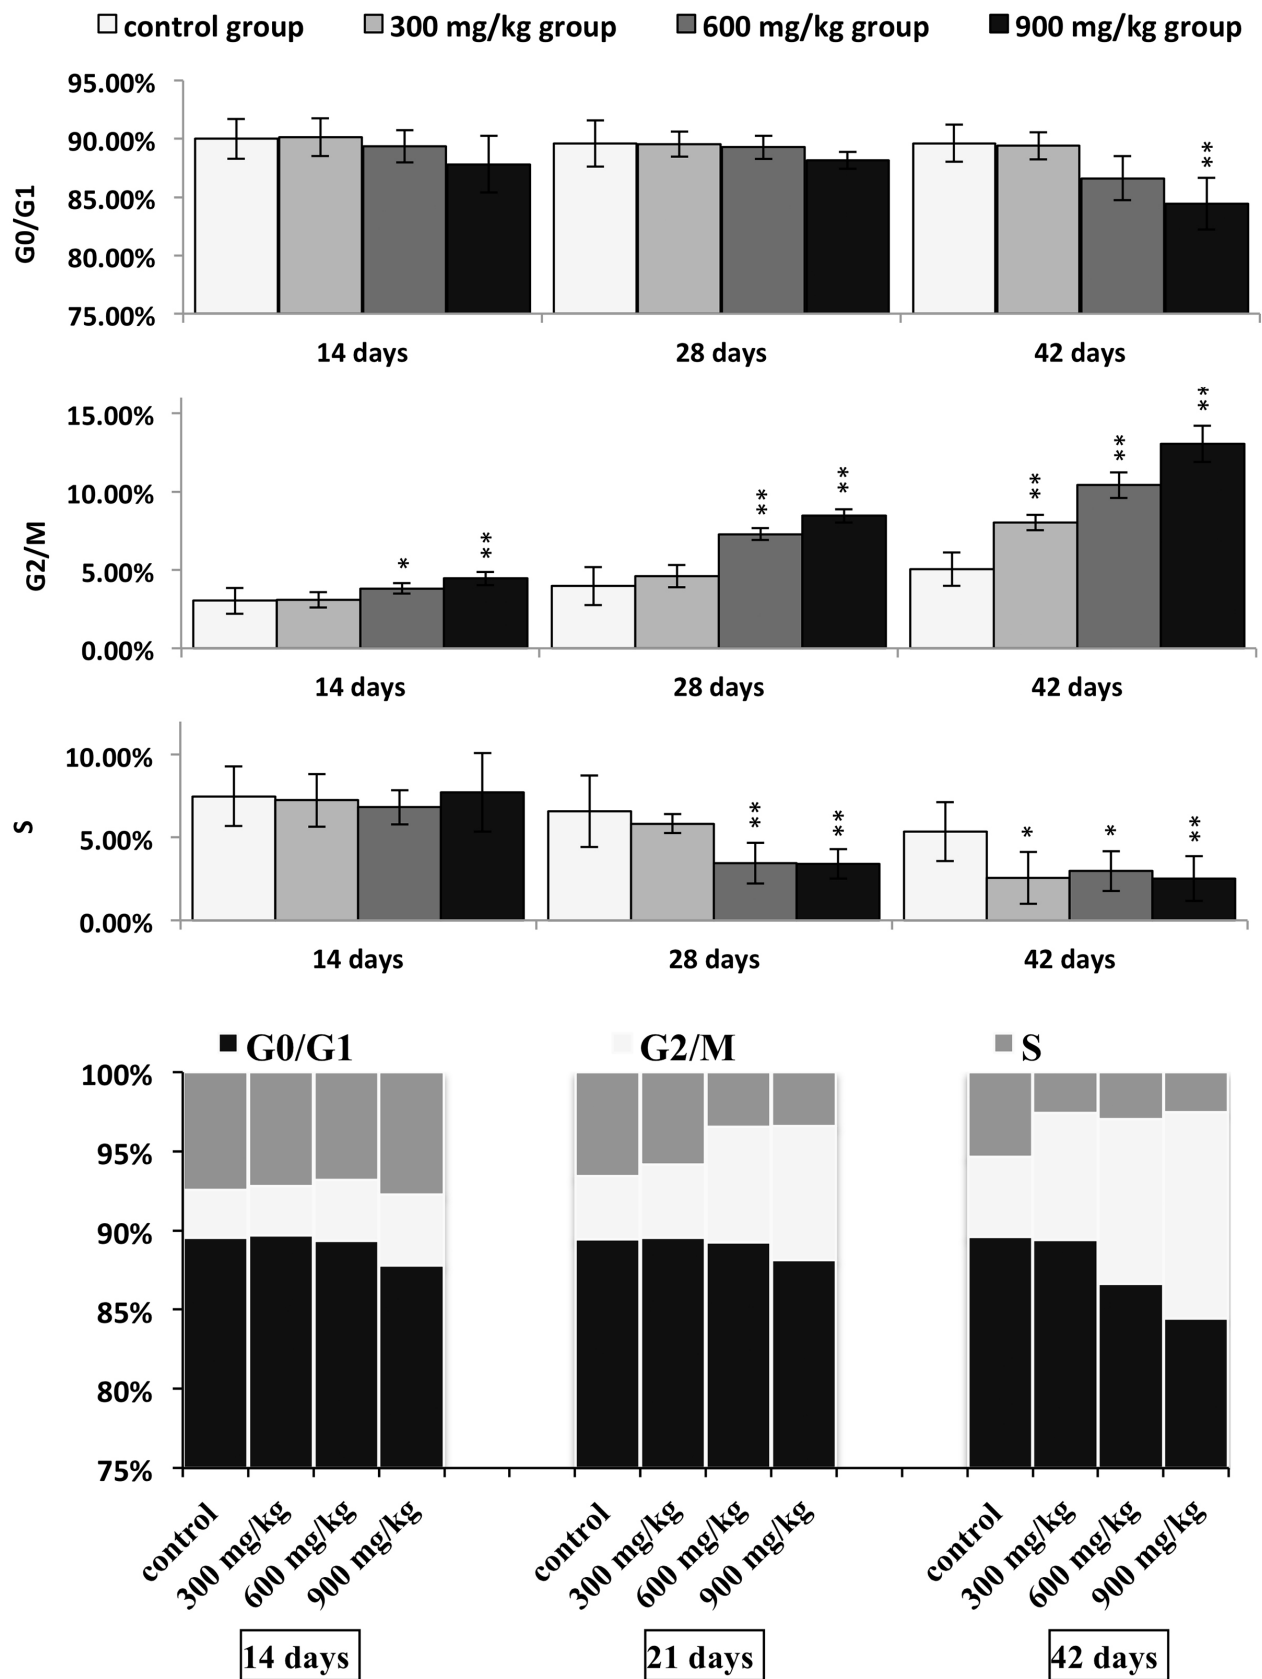 control group 300 mg/kg group 600 mg/kg group 900 mg/kg group
95.00%
90.00%
85.00%
80.00%
75.00%
G0/G1
**
14 days 28 days 42 days
15.00%
10.00%
5.00%
0.00%
G2/M
* ** ** ** ** ** **
14 days 28 days 42 days
10.00%
5.00%
0.00%
S
** ** * * **
14 days 28 days 42 days
G0/G1 G2/M S
100%
95%
90%
85%
80%
75%
control 300 mg/kg 600 mg/kg 900 mg/kg control 300 mg/kg 600 mg/kg 900 mg/kg control 300 mg/kg 600 mg/kg 900 mg/kg
14 days 21 days 42 days